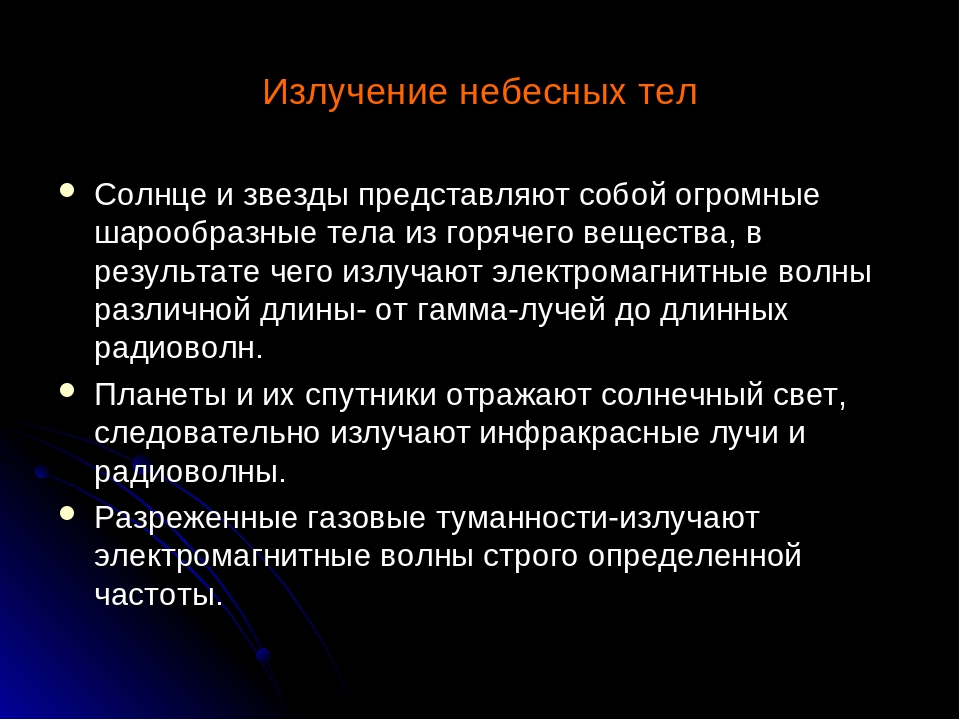 Излучение небесных тел
Солнце и звезды представляют собой огромные
шарообразные тела из горячего вещества, в
результате чего излучают электромагнитные волны
различной длины- от гамма-лучей до длинных
радиоволн.
Планеты и их спутники отражают солнечный свет,
следовательно излучают инфракрасные лучи и
радиоволны.
Разреженные газовые туманности-излучают
электромагнитные волны строго определенной
частоты.